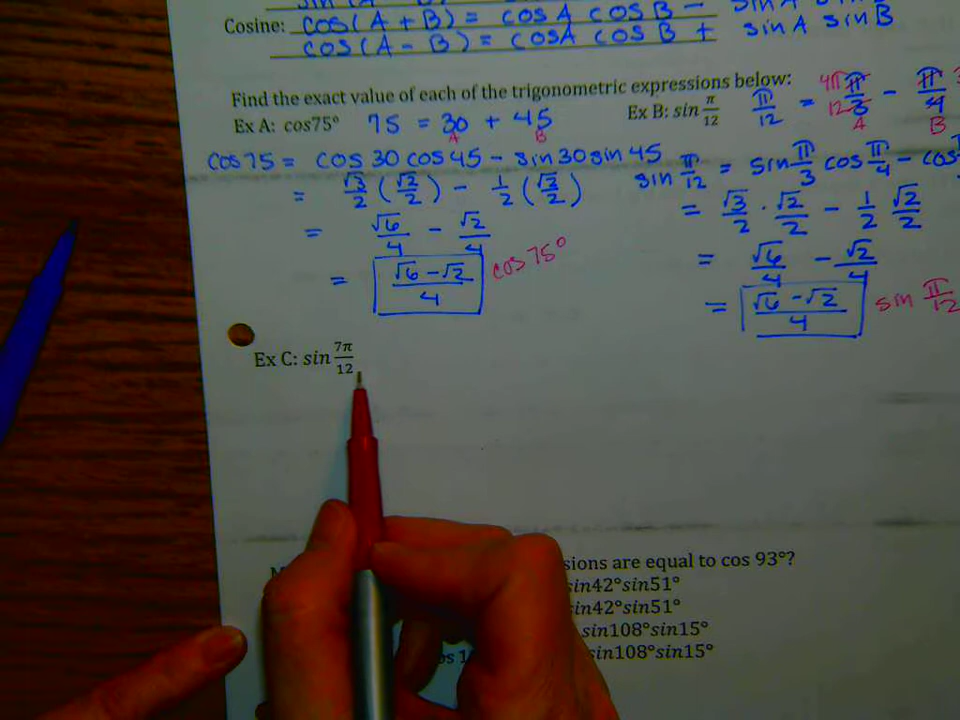 Cosine: cos(A + B) = cos A cos B − sin A sin B
cos(A − B) = cosA cos B + sin A sin B
Find the exact value of each of the trigonometric expressions below:
Ex A: cos75° 75 = 30 + 45
A B
cos 75 = cos 30 cos 45 − sin 30 sin 45
= √3/2 (√2/2) − 1/2 (√2/2)
= √6/4 − √2/4
= √6 − √2/4 cos 75°
Ex B: sin π/12 π/12 = π/3 − π/4
4π/12
A B
sin π/12 = sin π/3 cos π/4 − cos
= √3/2 · √2/2 − 1/2 √2/2
= √6/4 − √2/4
= √6 − √2/4 sin π/12
Ex C: sin 7π/12
sions are equal to cos 93°?
sin42°sin51°
sin42°sin51°
sin108°sin15°
sin108°sin15°